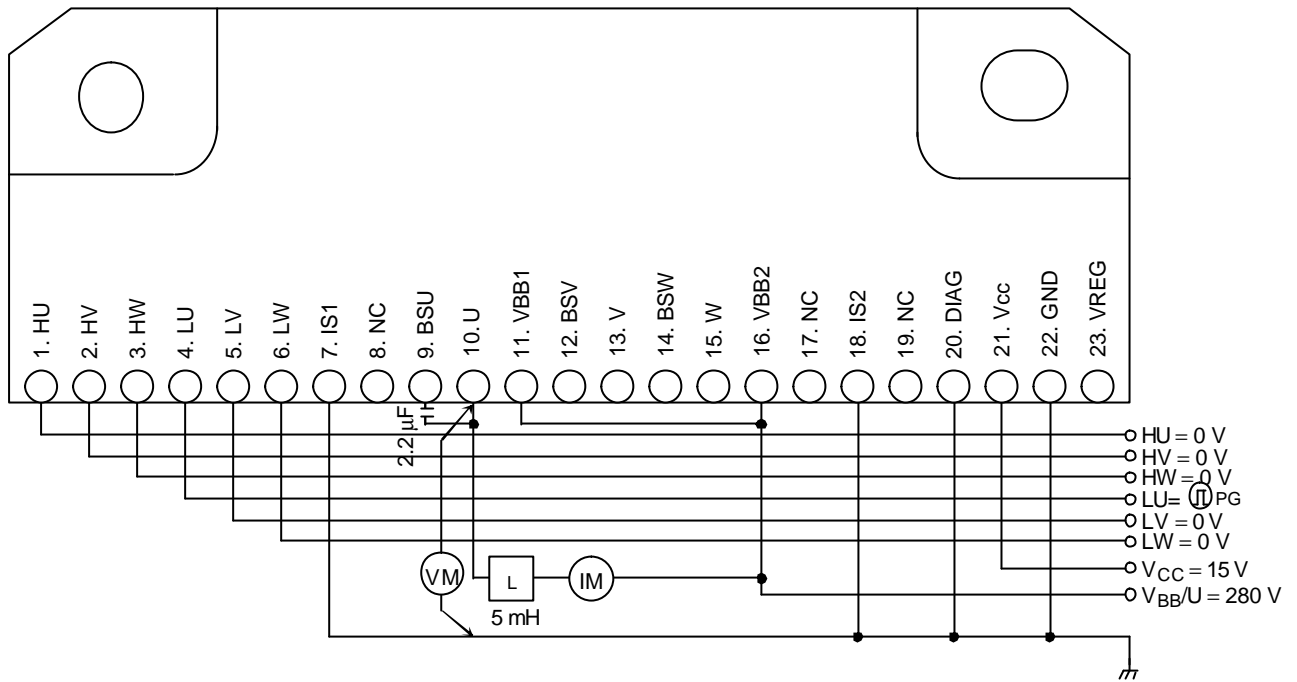 1. HU
2. HV
3. HW
4. LU
5. LV
6. LW
7. IS1
8. NC
9. BSU
10. U
11. VBB1
12. BSV
13. V
14. BSW
15. W
16. VBB2
17. NC
18. IS2
19. NC
20. DIAG
21. Vcc
22. GND
23. VREG
2.2 μF
HU = 0 V
HV = 0 V
HW = 0 V
LU= PG
LV = 0 V
LW = 0 V
VCC = 15 V
VBB/U = 280 V
VM
L
IM
5 mH